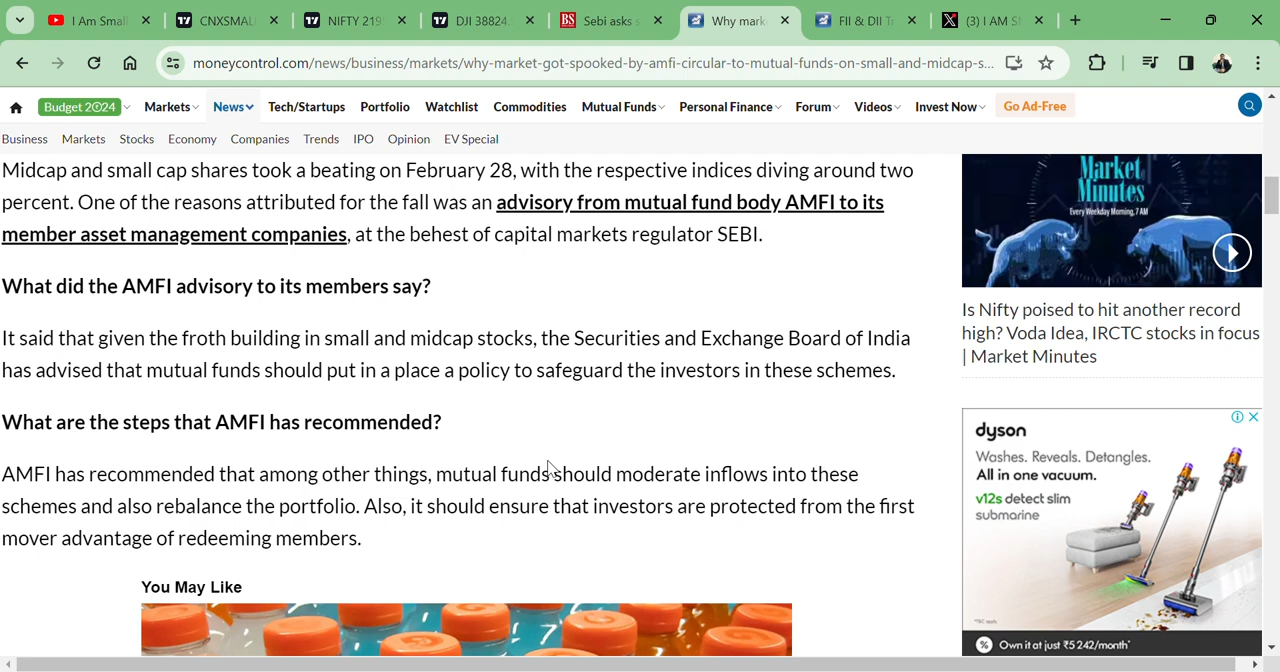 I Am Small
CNXSMAL
NIFTY 219
DJI 38824.
BS Sebi asks s
Why mark
FII & DII Tr
(3) I AM S
moneycontrol.com/news/business/markets/why-market-got-spooked-by-amfi-circular-to-mutual-funds-on-small-and-midcap-s...
Budget 2024 Markets News Tech/Startups Portfolio Watchlist Commodities Mutual Funds Personal Finance Forum Videos Invest Now Go Ad-Free
Business Markets Stocks Economy Companies Trends IPO Opinion EV Special
Midcap and small cap shares took a beating on February 28, with the respective indices diving around two
percent. One of the reasons attributed for the fall was an advisory from mutual fund body AMFI to its
member asset management companies, at the behest of capital markets regulator SEBI.
What did the AMFI advisory to its members say?
It said that given the froth building in small and midcap stocks, the Securities and Exchange Board of India
has advised that mutual funds should put in a place a policy to safeguard the investors in these schemes.
What are the steps that AMFI has recommended?
AMFI has recommended that among other things, mutual funds should moderate inflows into these
schemes and also rebalance the portfolio. Also, it should ensure that investors are protected from the first
mover advantage of redeeming members.
You May Like
Market
Minutes
Every Weekday Morning, 7 AM
Is Nifty poised to hit another record
high? Voda Idea, IRCTC stocks in focus
| Market Minutes
dyson
Washes. Reveals. Detangles.
All in one vacuum.
v12s detect slim
submarine
Own it at just ₹5 242/month*